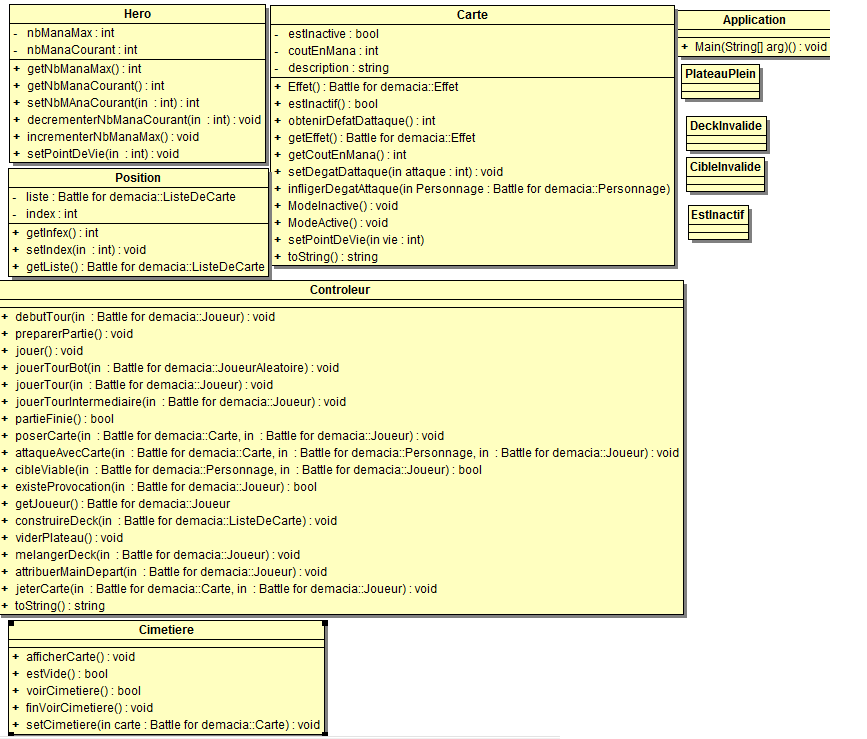 Hero
- nbManaMax : int
- nbManaCourant : int
+ getNbManaMax() : int
+ getNbManaCourant() : int
+ setNbMAnaCourant(in : int) : int
+ decrementerNbManaCourant(in : int) : void
+ incrementerNbManaMax() : void
+ setPointDeVie(in : int) : void
Carte
- estInactive : bool
- coutEnMana : int
- description : string
+ Effet() : Battle for demacia::Effet
+ estInactif() : bool
+ obtenirDefatDattaque() : int
+ getEffet() : Battle for demacia::Effet
+ getCoutEnMana() : int
+ setDegatDattaque(in attaque : int) : void
+ infligerDegatAttaque(in Personnage : Battle for demacia::Personnage)
+ ModeInactive() : void
+ ModeActive() : void
+ setPointDeVie(in vie : int)
+ toString() : string
Application
+ Main(String[] arg)() : void
PlateauPlein
DeckInvalide
CibleInvalide
EstInactif
Position
- liste : Battle for demacia::ListeDeCarte
- index : int
+ getInfex() : int
+ setIndex(in : int) : void
+ getListe() : Battle for demacia::ListeDeCarte
Controleur
+ debutTour(in : Battle for demacia::Joueur) : void
+ preparerPartie() : void
+ jouer() : void
+ jouerTourBot(in : Battle for demacia::JoueurAleatoire) : void
+ jouerTour(in : Battle for demacia::Joueur) : void
+ jouerTourIntermediaire(in : Battle for demacia::Joueur) : void
+ partieFinie() : bool
+ poserCarte(in : Battle for demacia::Carte, in : Battle for demacia::Joueur) : void
+ attaqueAvecCarte(in : Battle for demacia::Carte, in : Battle for demacia::Personnage, in : Battle for demacia::Joueur) : void
+ cibleViable(in : Battle for demacia::Personnage, in : Battle for demacia::Joueur) : bool
+ existeProvocation(in : Battle for demacia::Joueur) : bool
+ getJoueur() : Battle for demacia::Joueur
+ construireDeck(in : Battle for demacia::ListeDeCarte) : void
+ viderPlateau() : void
+ melangerDeck(in : Battle for demacia::Joueur) : void
+ attribuerMainDepart(in : Battle for demacia::Joueur) : void
+ jeterCarte(in : Battle for demacia::Carte, in : Battle for demacia::Joueur) : void
+ toString() : string
Cimetiere
+ afficherCarte() : void
+ estVide() : bool
+ voirCimetiere() : bool
+ finVoirCimetiere() : void
+ setCimetiere(in carte : Battle for demacia::Carte) : void